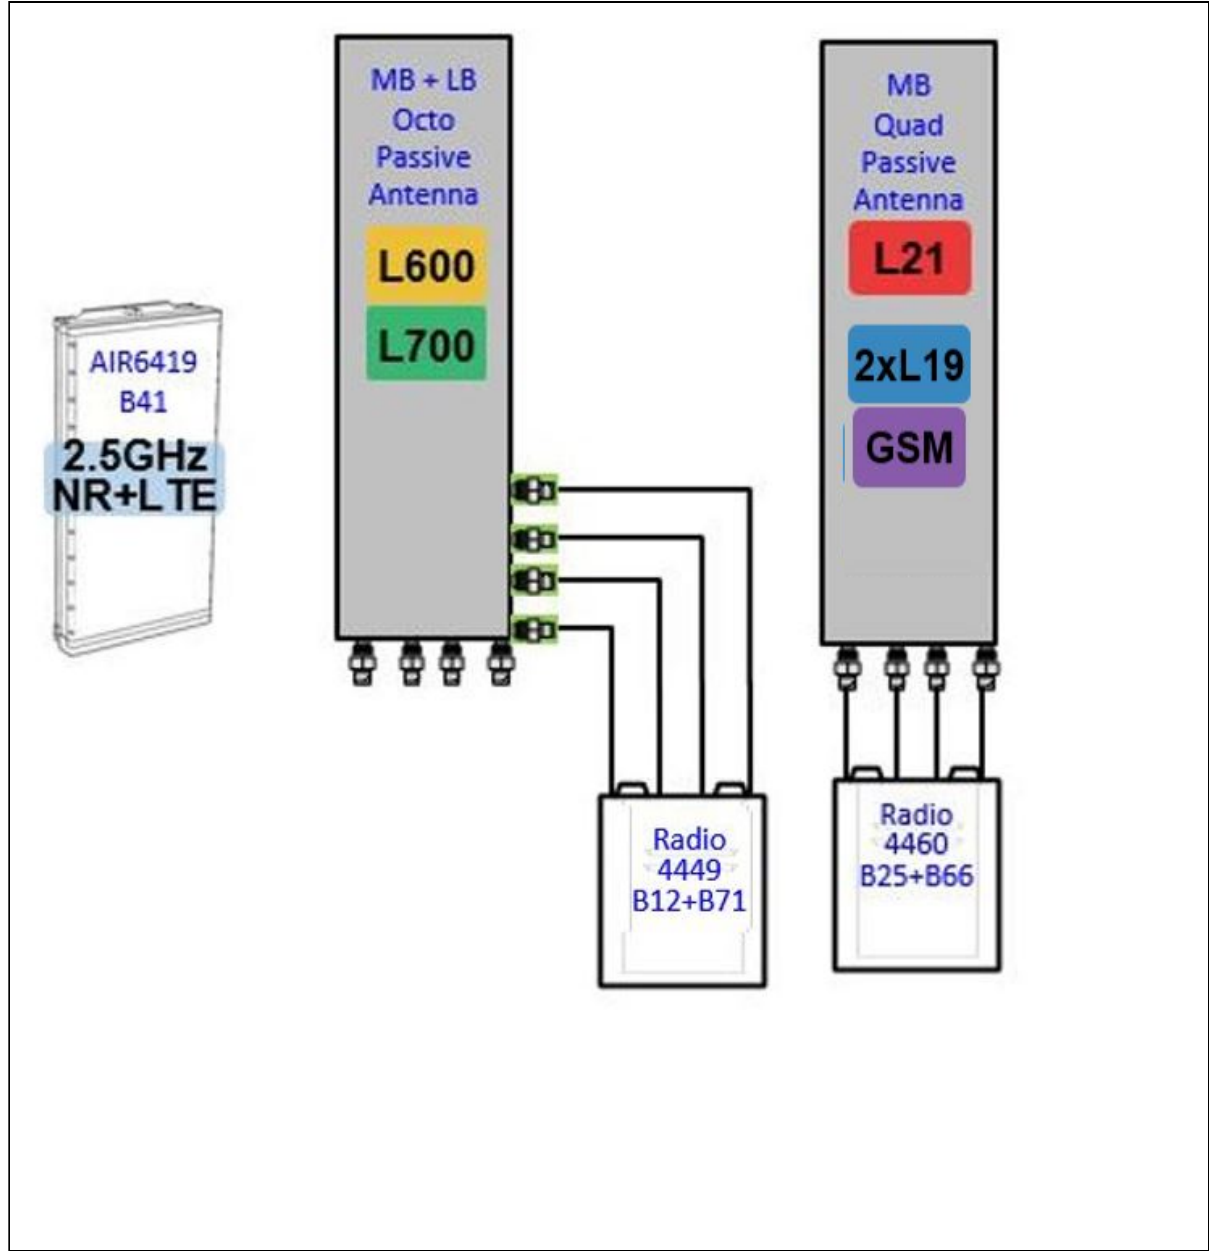 MB + LB
Octo
Passive
Antenna
L600
L700
MB
Quad
Passive
Antenna
L21
2xL19
GSM
AIR6419
B41
2.5GHz
NR+LTE
Radio
4449
B12+B71
Radio
4460
B25+B66